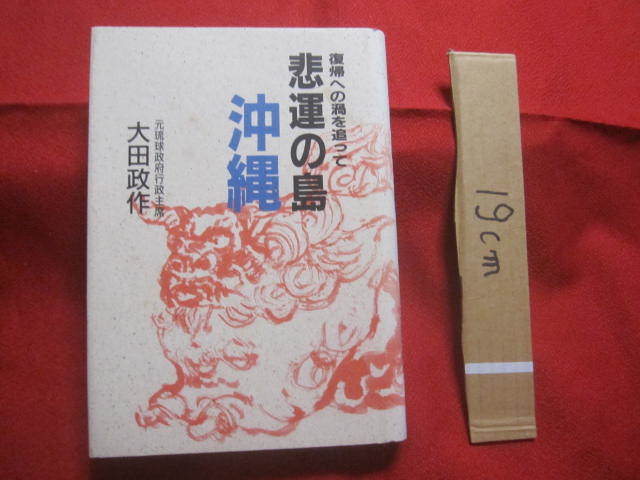 復帰への渦を追って
悲運の島
沖縄
元琉球政府行政主席
大田政作
19cm